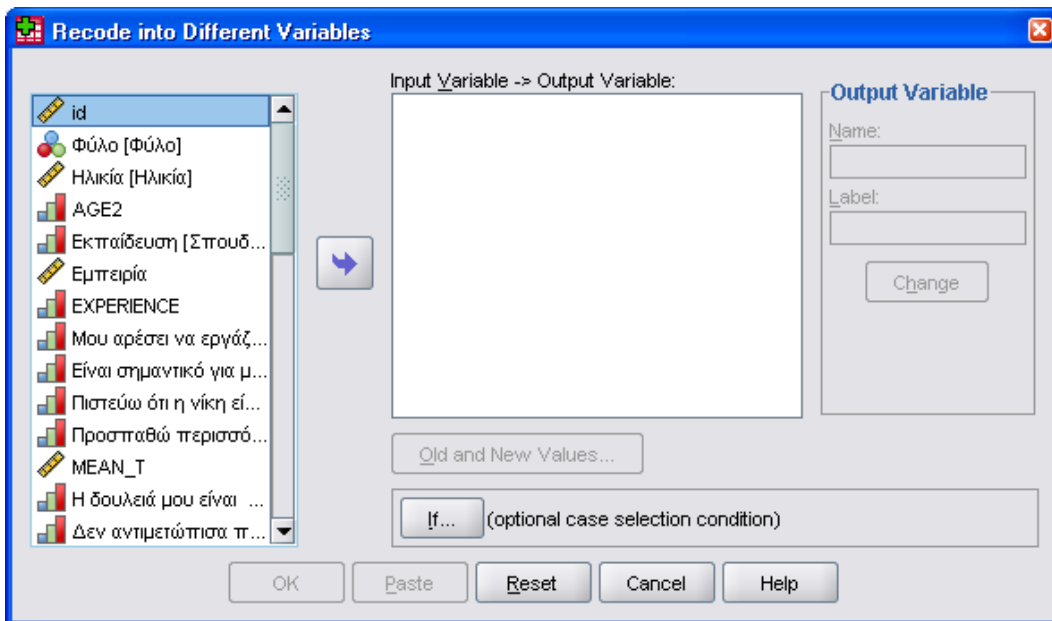 Recode into Different Variables
id
Φύλο [Φύλο]
Ηλικία [Ηλικία]
AGE2
Εκπαίδευση [Σπουδ...
Εμπειρία
EXPERIENCE
Μου αρέσει να εργάζ...
Είναι σημαντικό για μ...
Πιστεύω ότι η νίκη εί...
Προσπαθώ περισσό...
MEAN_T
Η δουλειά μου είναι ...
Δεν αντιμετώπισα π...
Input Variable -> Output Variable:
Old and New Values...
If... (optional case selection condition)
Output Variable
Name:
Label:
Change
OK Paste Reset Cancel Help